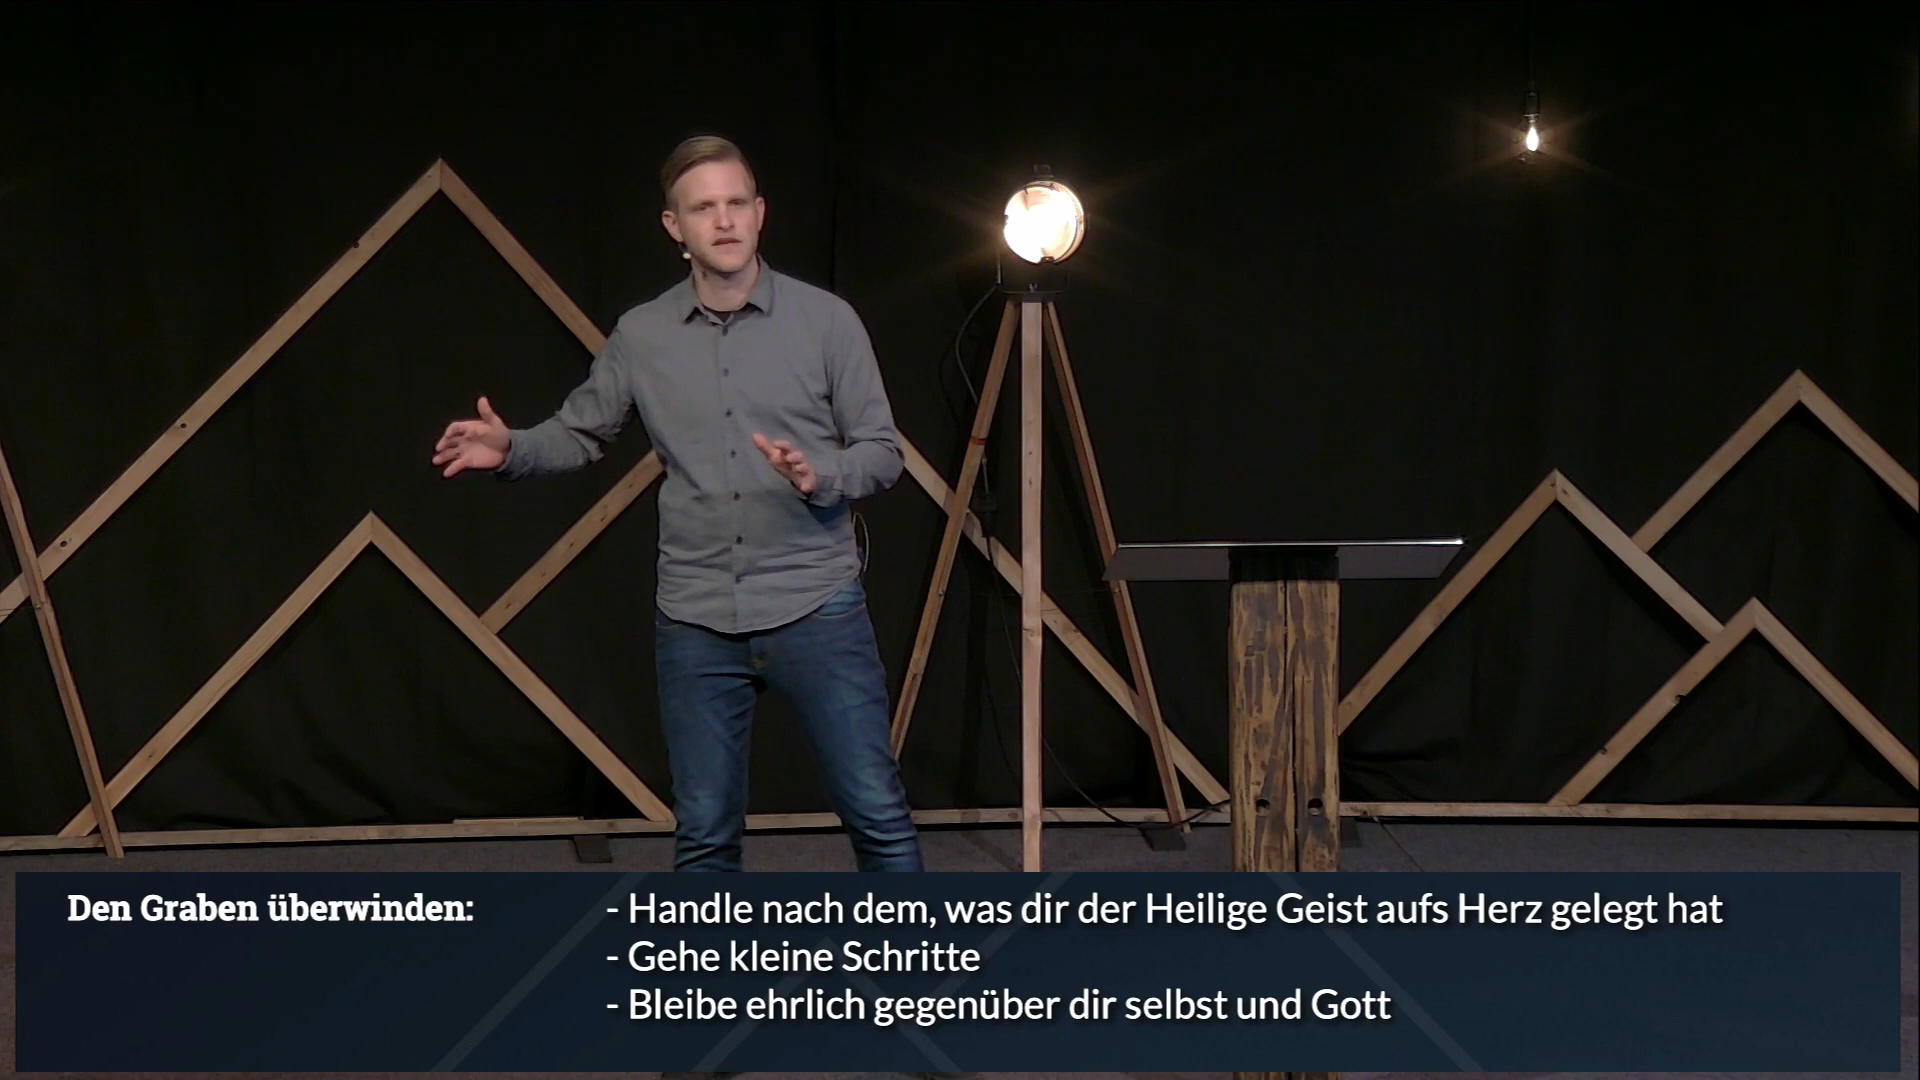 Den Graben überwinden:
- Handle nach dem, was dir der Heilige Geist aufs Herz gelegt hat
- Gehe kleine Schritte
- Bleibe ehrlich gegenüber dir selbst und Gott